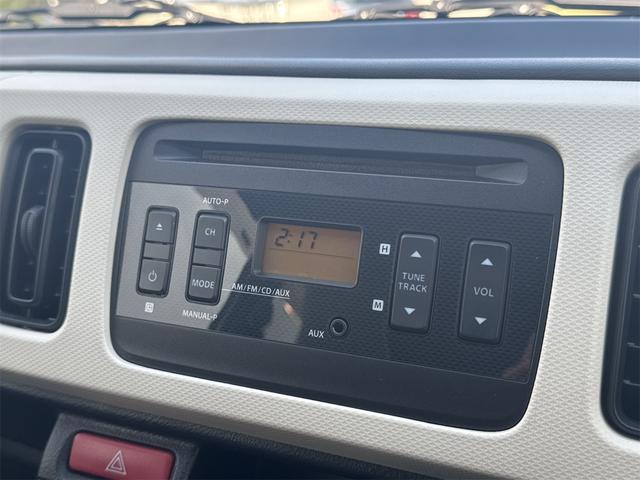 AUTO-P
CH
MODE
AM/FM/CD/AUX
MANUAL-P
2:17
AUX
H
M
TUNE
TRACK
VOL